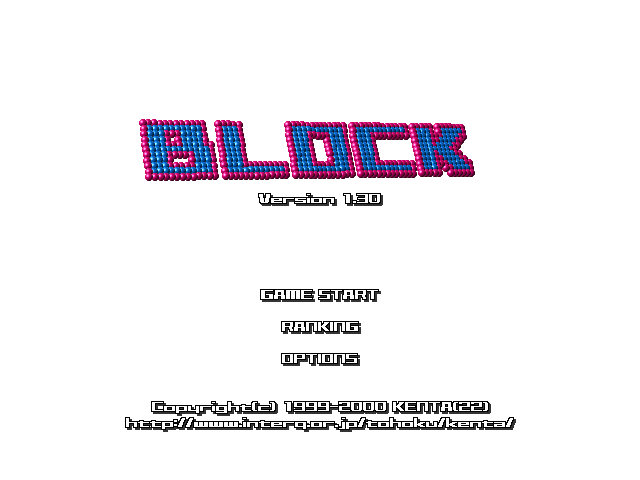 BLOCK
Version 1.30
GAME START
RANKING
OPTIONS
Copyright(c) 1999-2000 KENTA(22)
http://www.interq.or.jp/tohoku/kenta/